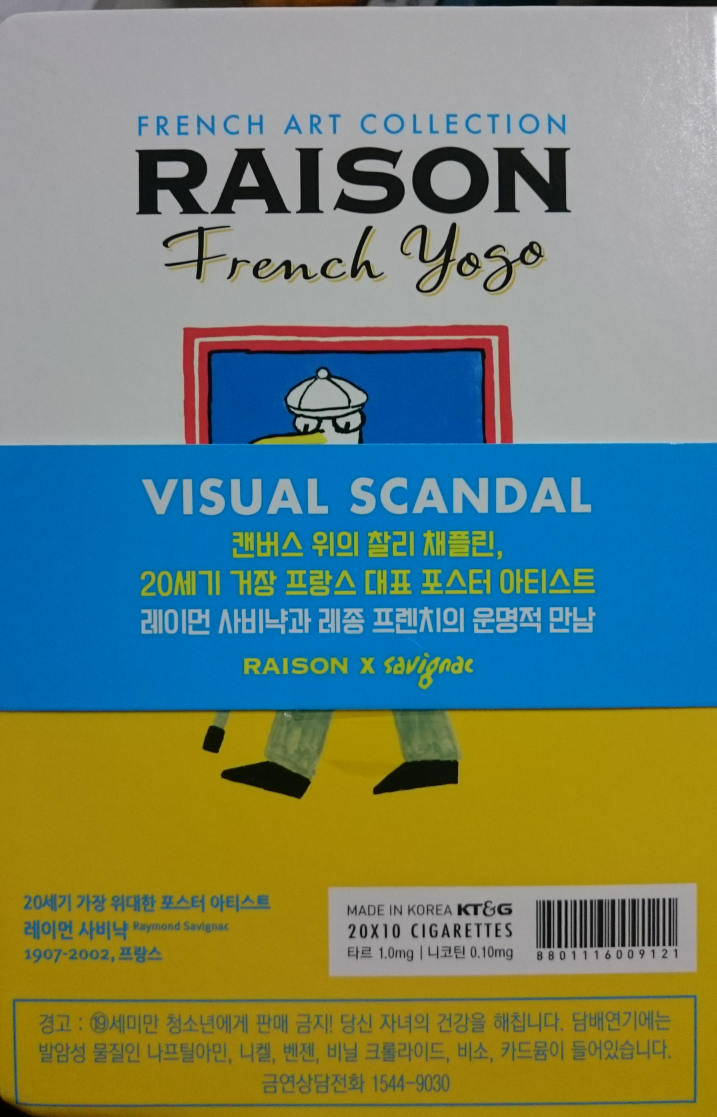 FRENCH ART COLLECTION
RAISON
French Yogo
VISUAL SCANDAL
캔버스 위의 찰리 채플린,
20세기 거장 프랑스 대표 포스터 아티스트
레이먼 사비냑과 레종 프렌치의 운명적 만남
RAISON X savignac
20세기 가장 위대한 포스터 아티스트
레이먼 사비냑 Raymond Savignac
1907-2002, 프랑스
MADE IN KOREA KT&G
20X10 CIGARETTES
타르 1.0mg | 니코틴 0.10mg
8801116009121
경고 : ⑲세미만 청소년에게 판매 금지! 당신 자녀의 건강을 해칩니다. 담배연기에는
발암성 물질인 나프틸아민, 니켈, 벤젠, 비닐 크롤라이드, 비소, 카드뮴이 들어있습니다.
금연상담전화 1544-9030